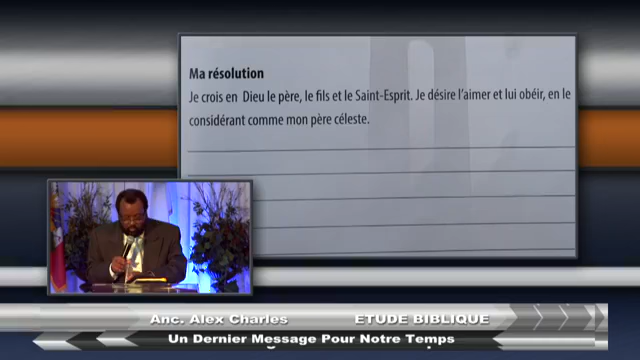 Ma résolution
Je crois en Dieu le père, le fils et le Saint-Esprit. Je désire l'aimer et lui obéir, en le
considérant comme mon père céleste.
Anc. Alex Charles ETUDE BIBLIQUE
Un Dernier Message Pour Notre Temps